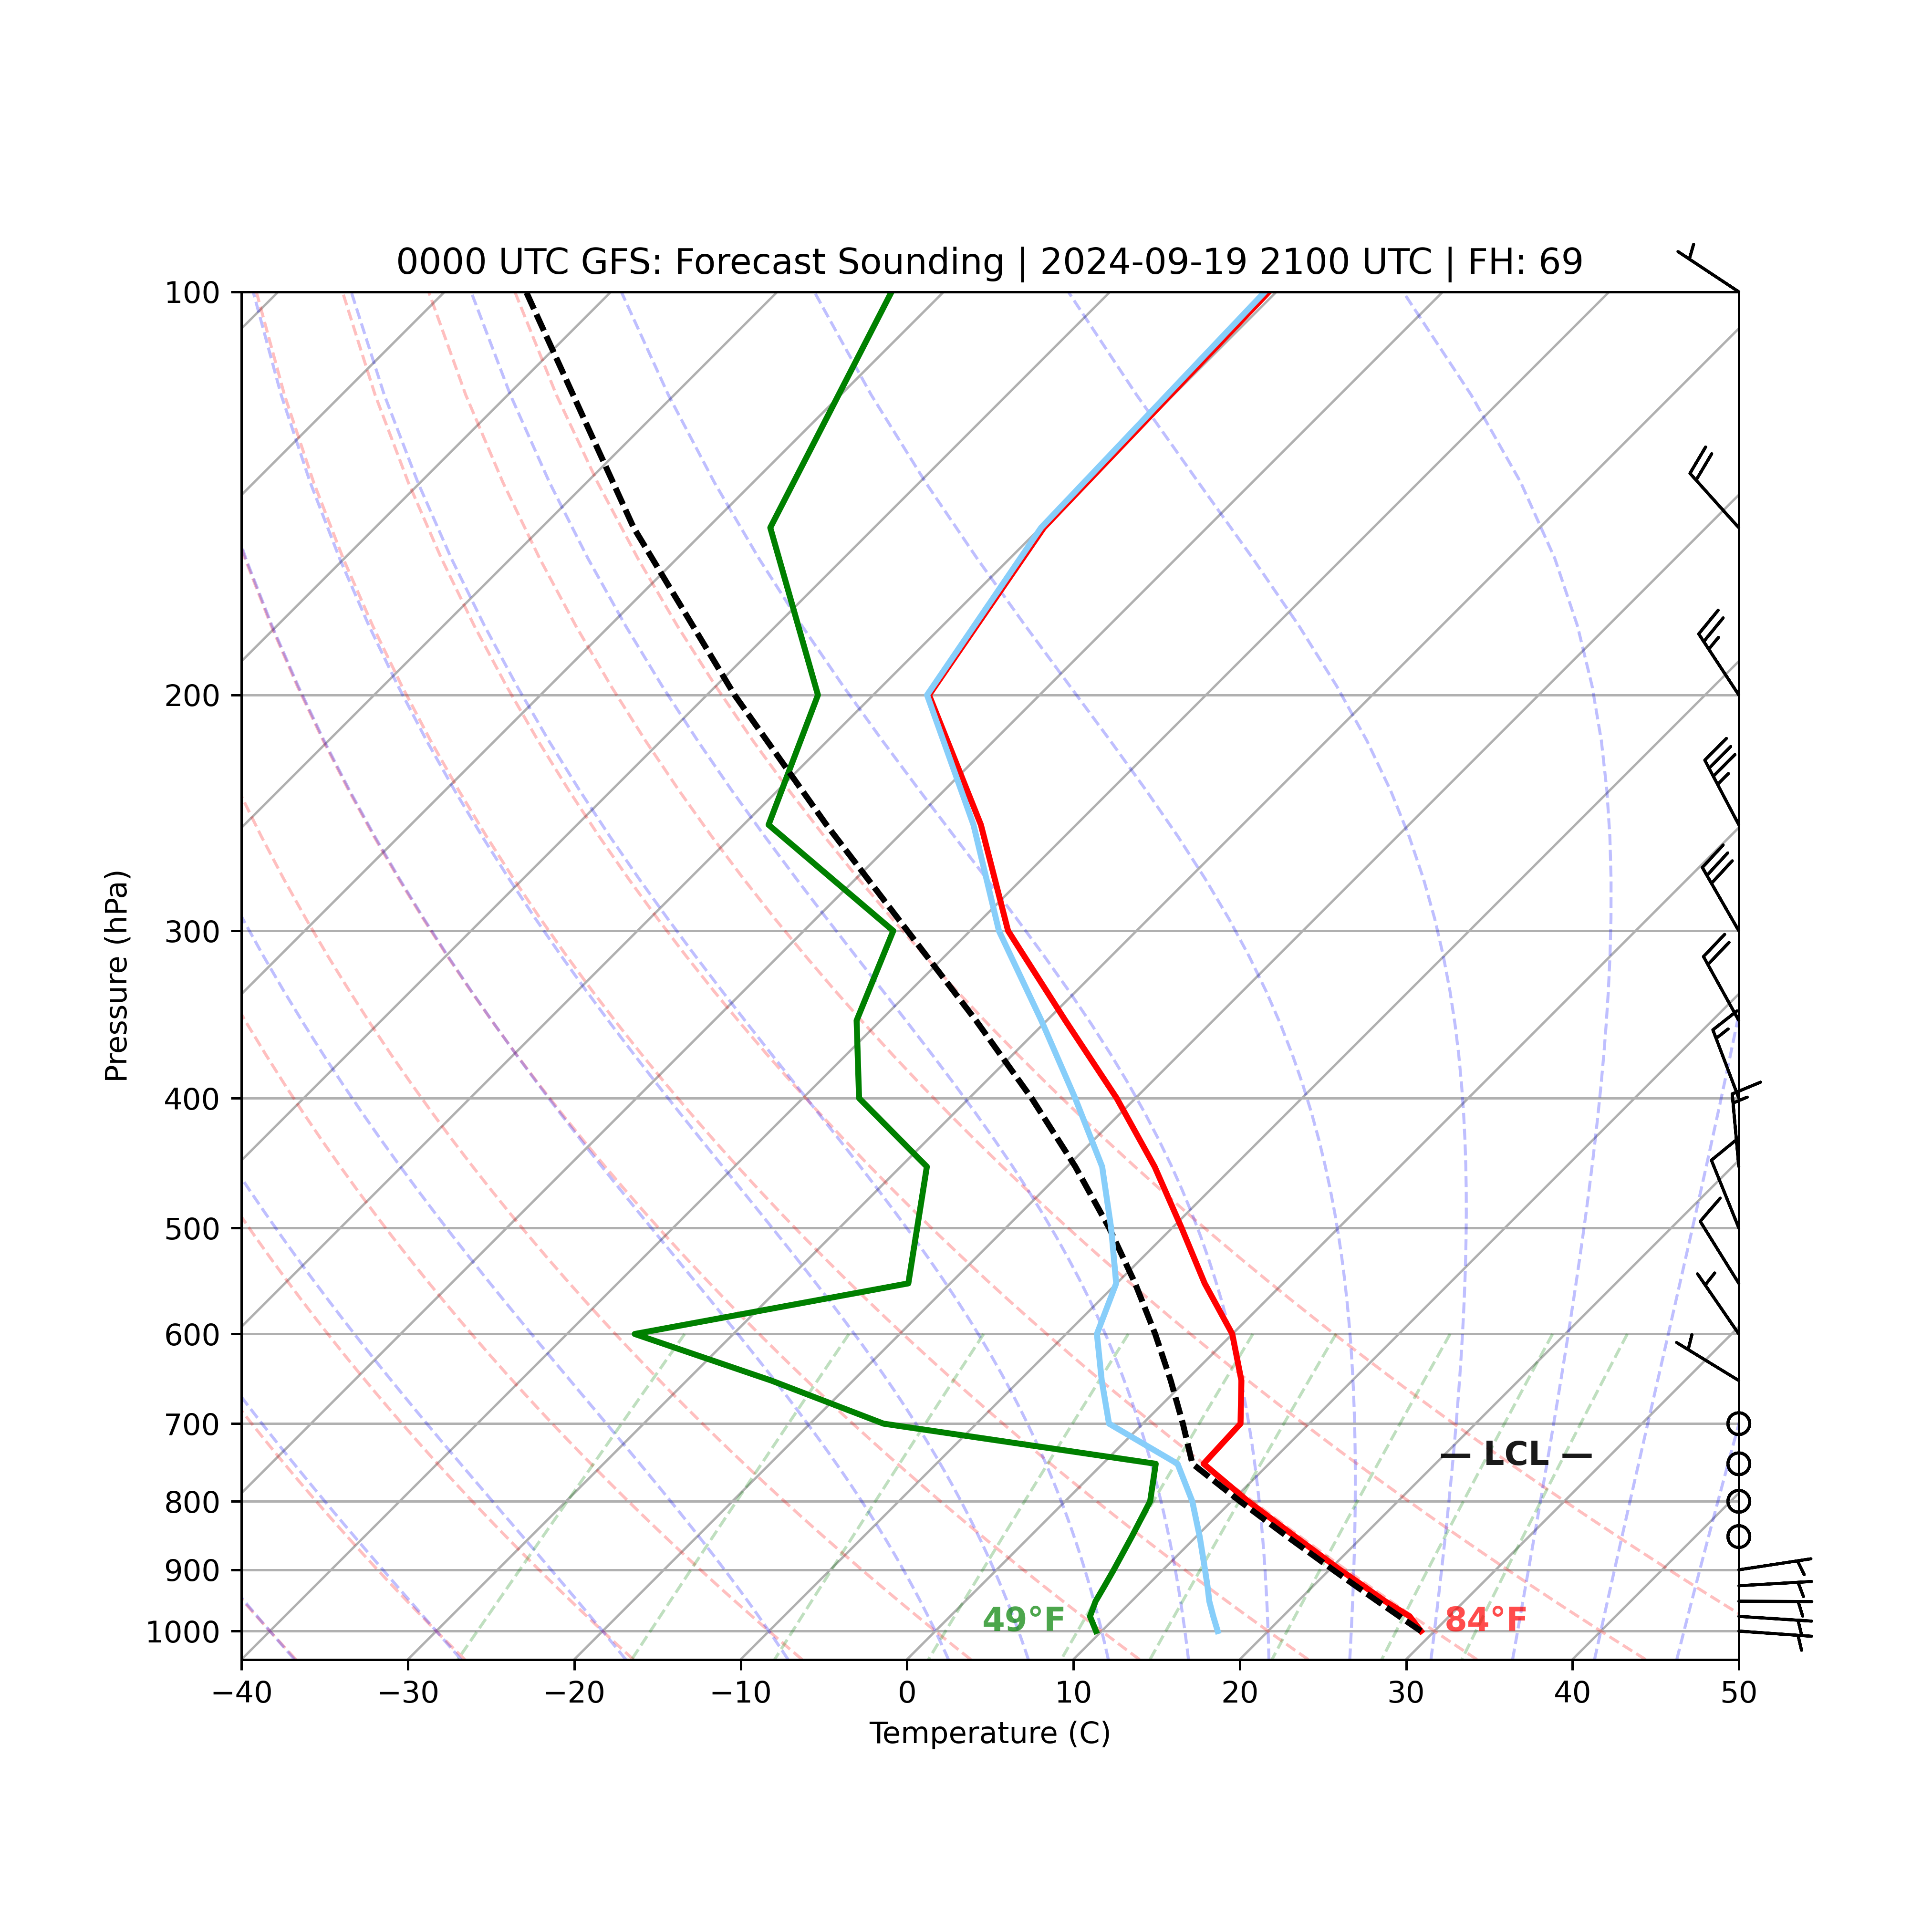 0000 UTC GFS: Forecast Sounding | 2024-09-19 2100 UTC | FH: 69
100
200
300
400
500
600
700
800
900
1000
Pressure (hPa)
— LCL —
49°F
84°F
−40 −30 −20 −10 0 10 20 30 40 50
Temperature (C)